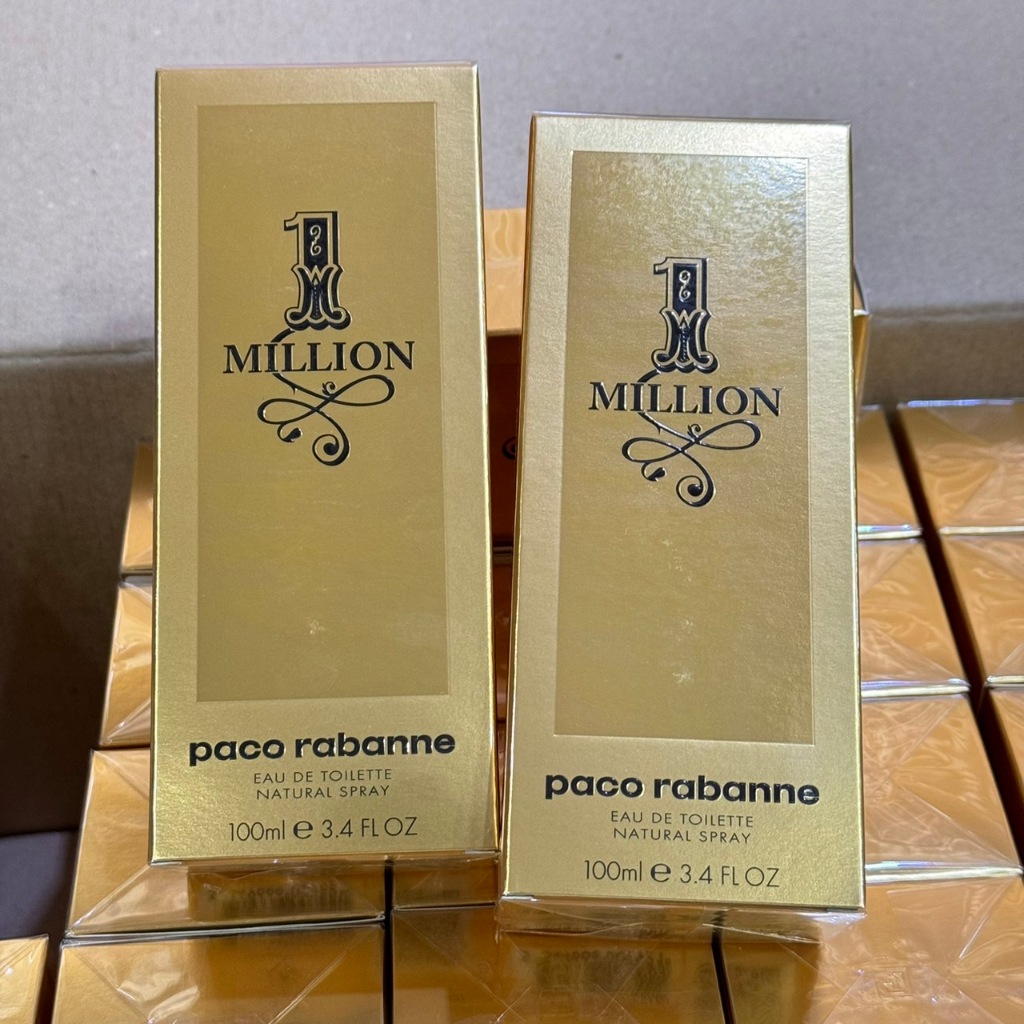 1
MILLION
paco rabanne
EAU DE TOILETTE
NATURAL SPRAY
100ml e 3.4 FL OZ
1
MILLION
paco rabanne
EAU DE TOILETTE
NATURAL SPRAY
100ml e 3.4 FL OZ